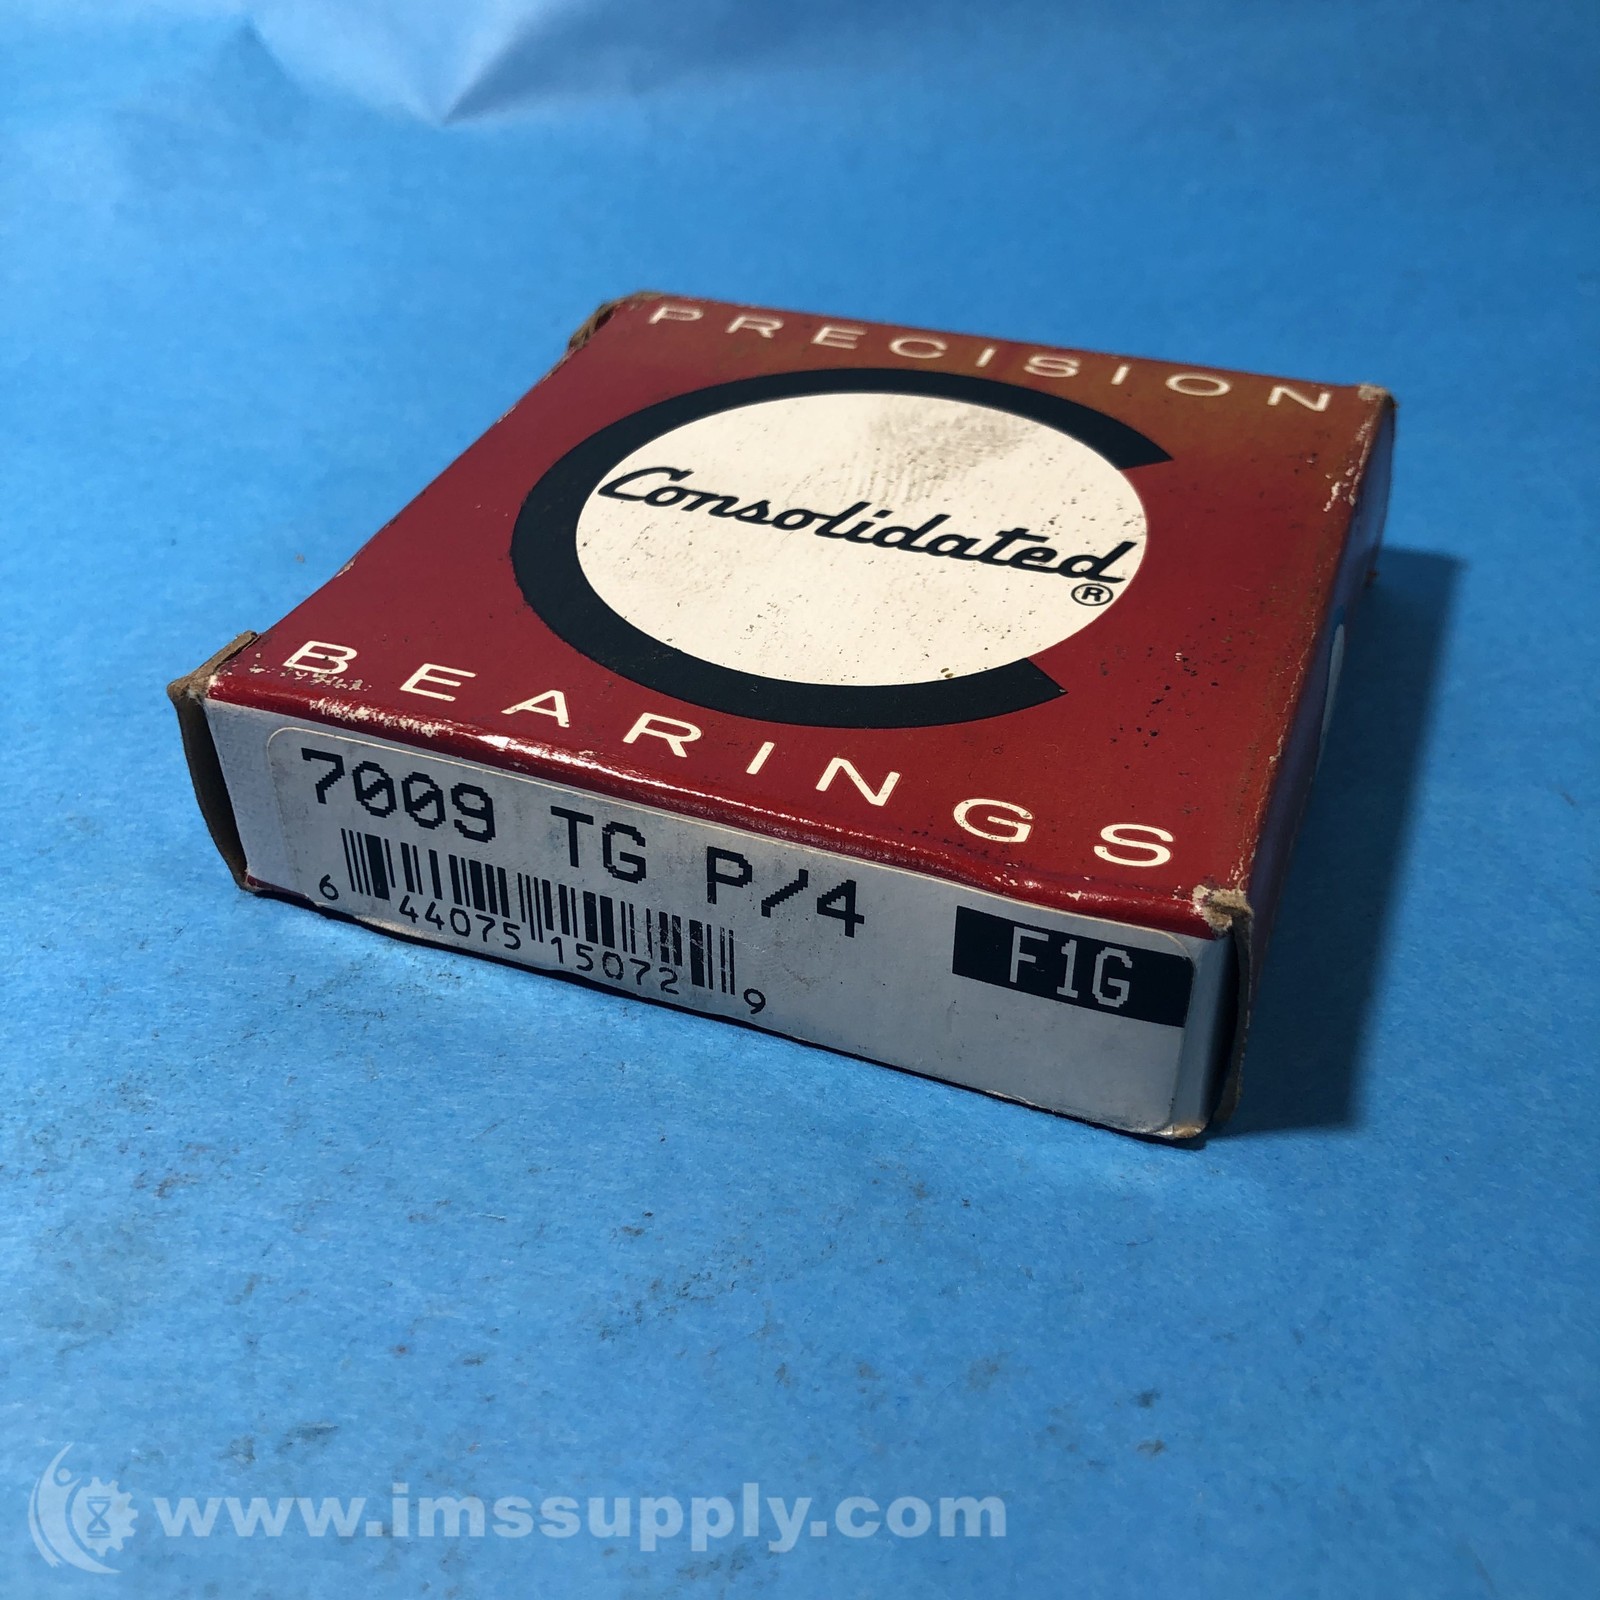 PRECISION
Consolidated®
BEARINGS
7009 TG P/4
6 44075 15072 9
F1G
www.imssupply.com